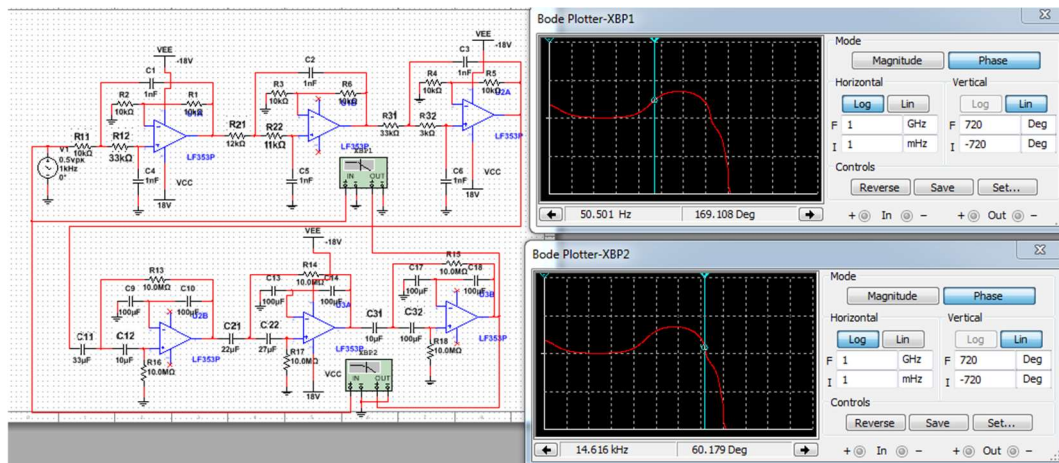 VEE
-18V
C1
1nF
R2
10kΩ
R1
10kΩ
R11
10kΩ
R12
33kΩ
V1
0.5vpk
1kHz
0°
C4
1nF
VCC
18V
LF353P
C2
1nF
R3
10kΩ
R6
10kΩ
R21
12kΩ
R22
11kΩ
C5
1nF
LF353P
VEE
-18V
C3
1nF
R4
10kΩ
R5
10kΩ
U2A
R31
33kΩ
R32
3kΩ
C6
1nF
VCC
18V
LF353P
XBP1
IN OUT
R13
10.0MΩ
C9
100µF
C10
100µF
U2B
C11
33µF
C12
10µF
R16
10.0MΩ
LF353P
VEE
-18V
R14
10.0MΩ
C13
100µF
C14
100µF
U3A
C21
22µF
C22
27µF
R17
10.0MΩ
VCC
18V
LF353P
R15
10.0MΩ
C17
100µF
C18
100µF
U3B
C31
10µF
C32
100µF
R18
10.0MΩ
LF353P
XBP2
IN OUT
Bode Plotter-XBP1
x
Mode
Magnitude Phase
Horizontal Vertical
Log Lin Log Lin
F 1 GHz F 720 Deg
I 1 mHz I -720 Deg
Controls
Reverse Save Set...
50.501 Hz 169.108 Deg
+ In - + Out -
Bode Plotter-XBP2
x
Mode
Magnitude Phase
Horizontal Vertical
Log Lin Log Lin
F 1 GHz F 720 Deg
I 1 mHz I -720 Deg
Controls
Reverse Save Set...
14.616 kHz 60.179 Deg
+ In - + Out -